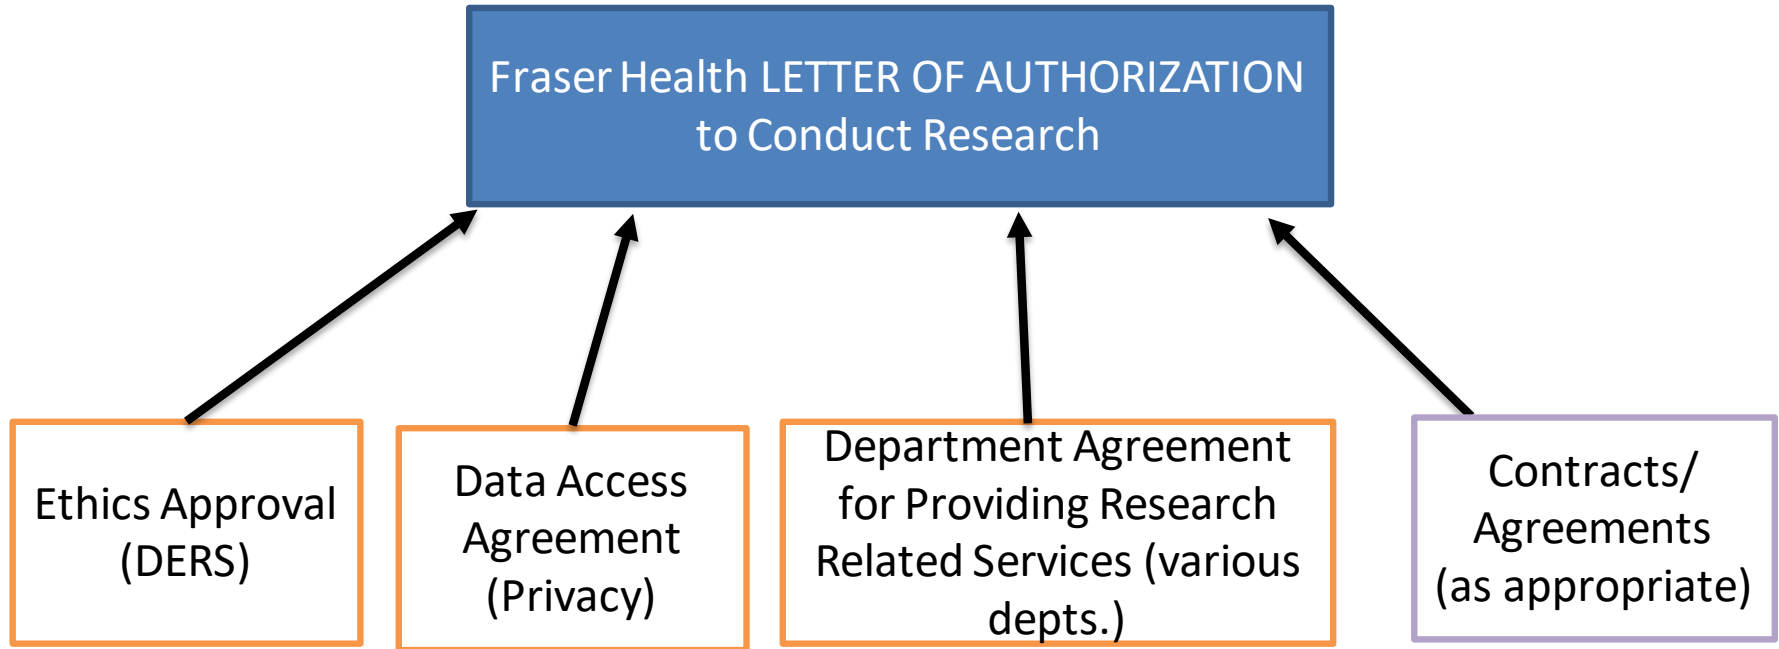 Fraser Health LETTER OF AUTHORIZATION
to Conduct Research
Ethics Approval
(DERS)
Data Access
Agreement
(Privacy)
Department Agreement
for Providing Research
Related Services (various
depts.)
Contracts/
Agreements
(as appropriate)